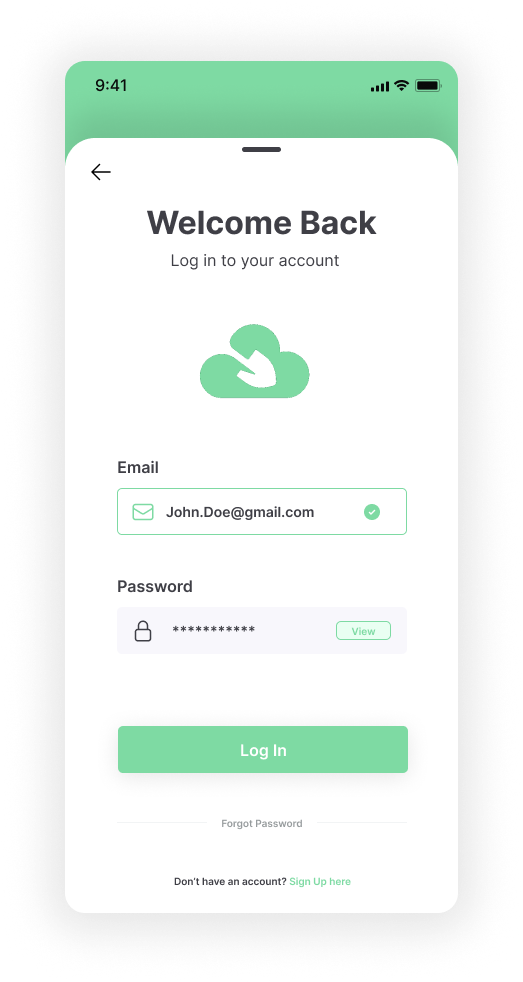 9:41
Welcome Back
Log in to your account
Email
John.Doe@gmail.com
Password
*********** View
Log In
Forgot Password
Don't have an account? Sign Up here